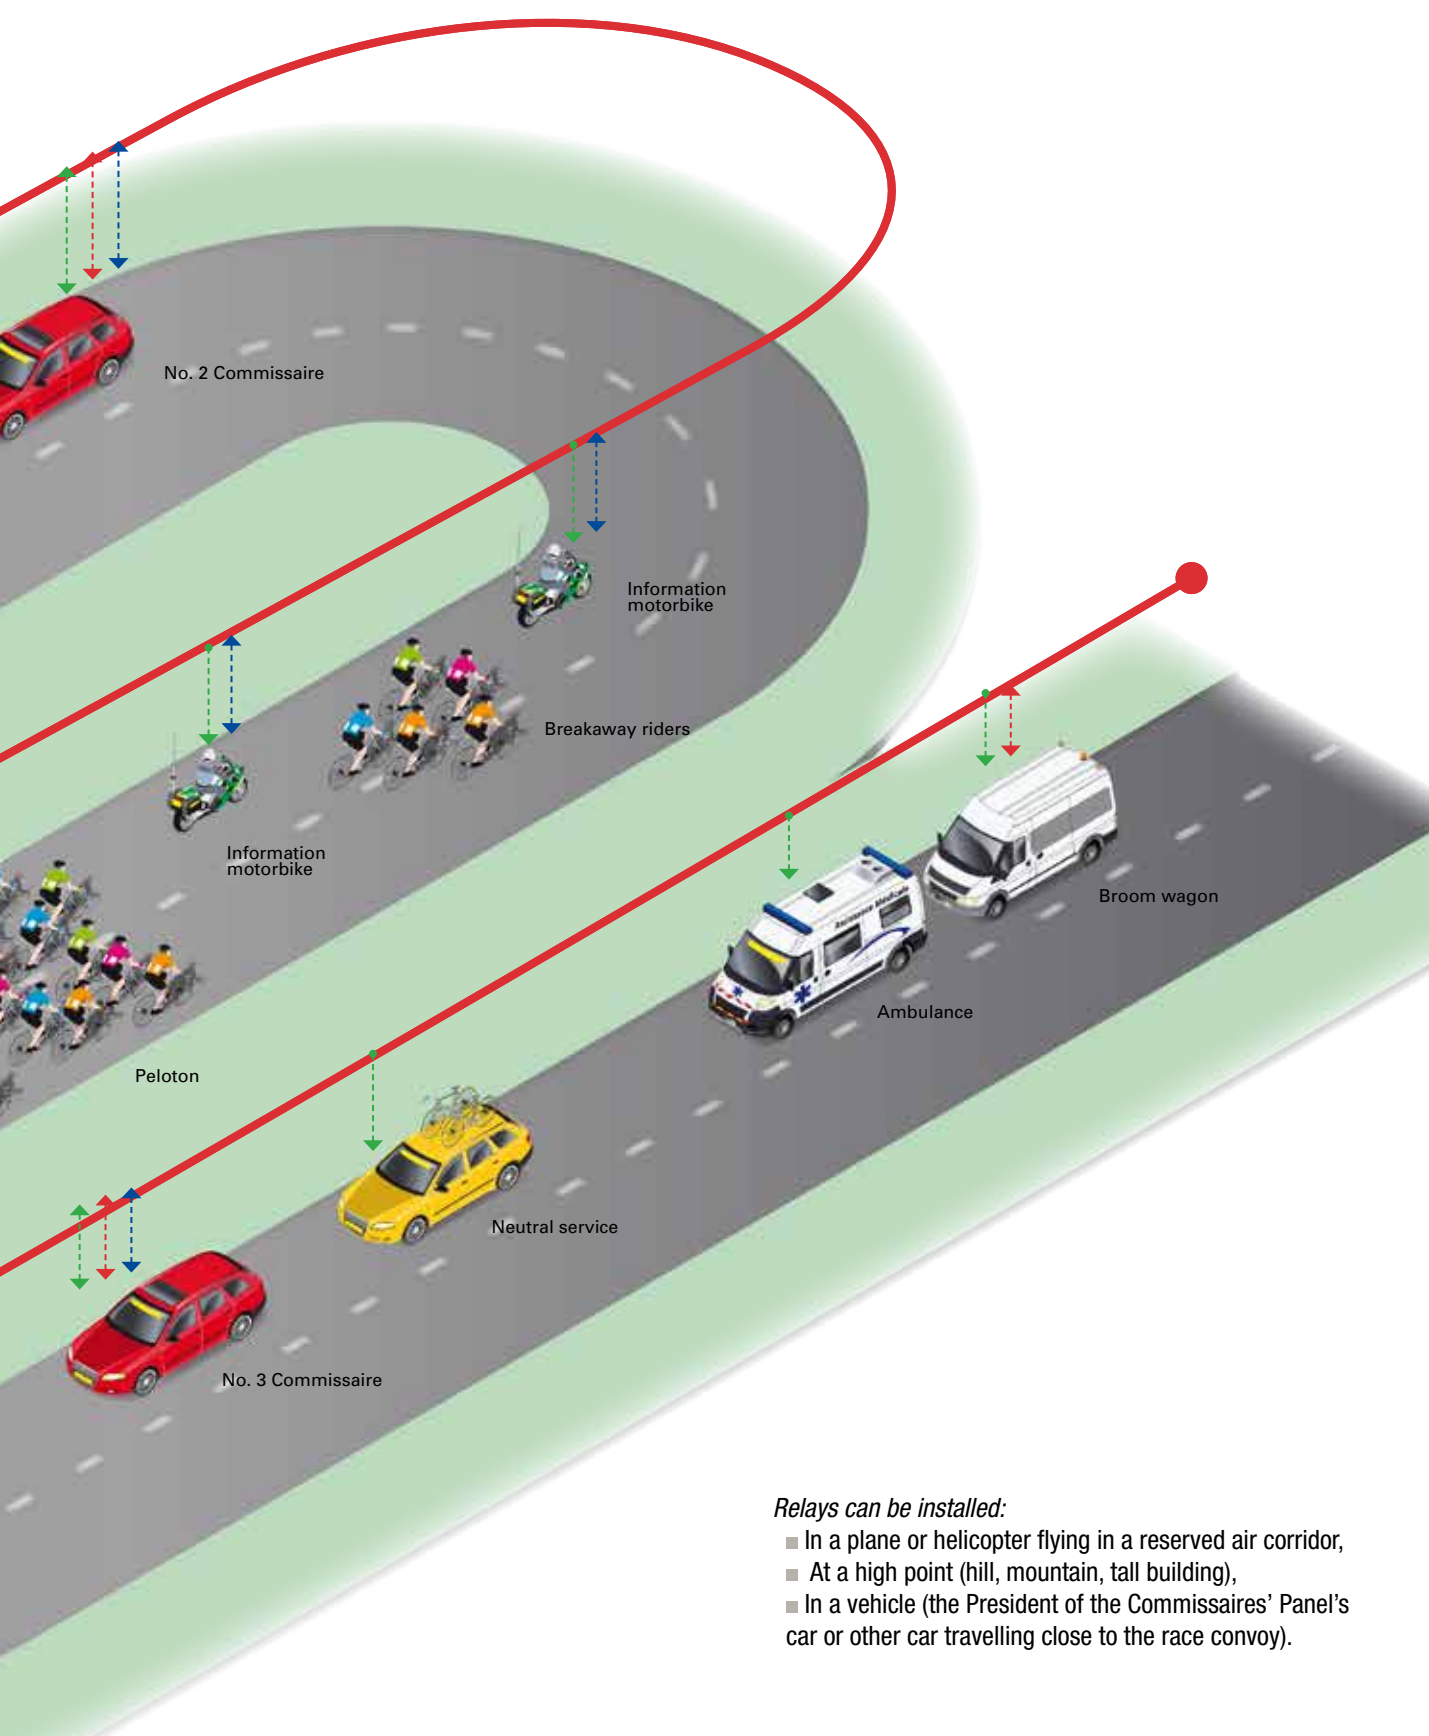 No. 2 Commissaire
Information
motorbike
Breakaway riders
Information
motorbike
Broom wagon
Ambulance
Peloton
Neutral service
No. 3 Commissaire
Relays can be installed:
In a plane or helicopter flying in a reserved air corridor,
At a high point (hill, mountain, tall building),
In a vehicle (the President of the Commissaires’ Panel’s
car or other car travelling close to the race convoy).